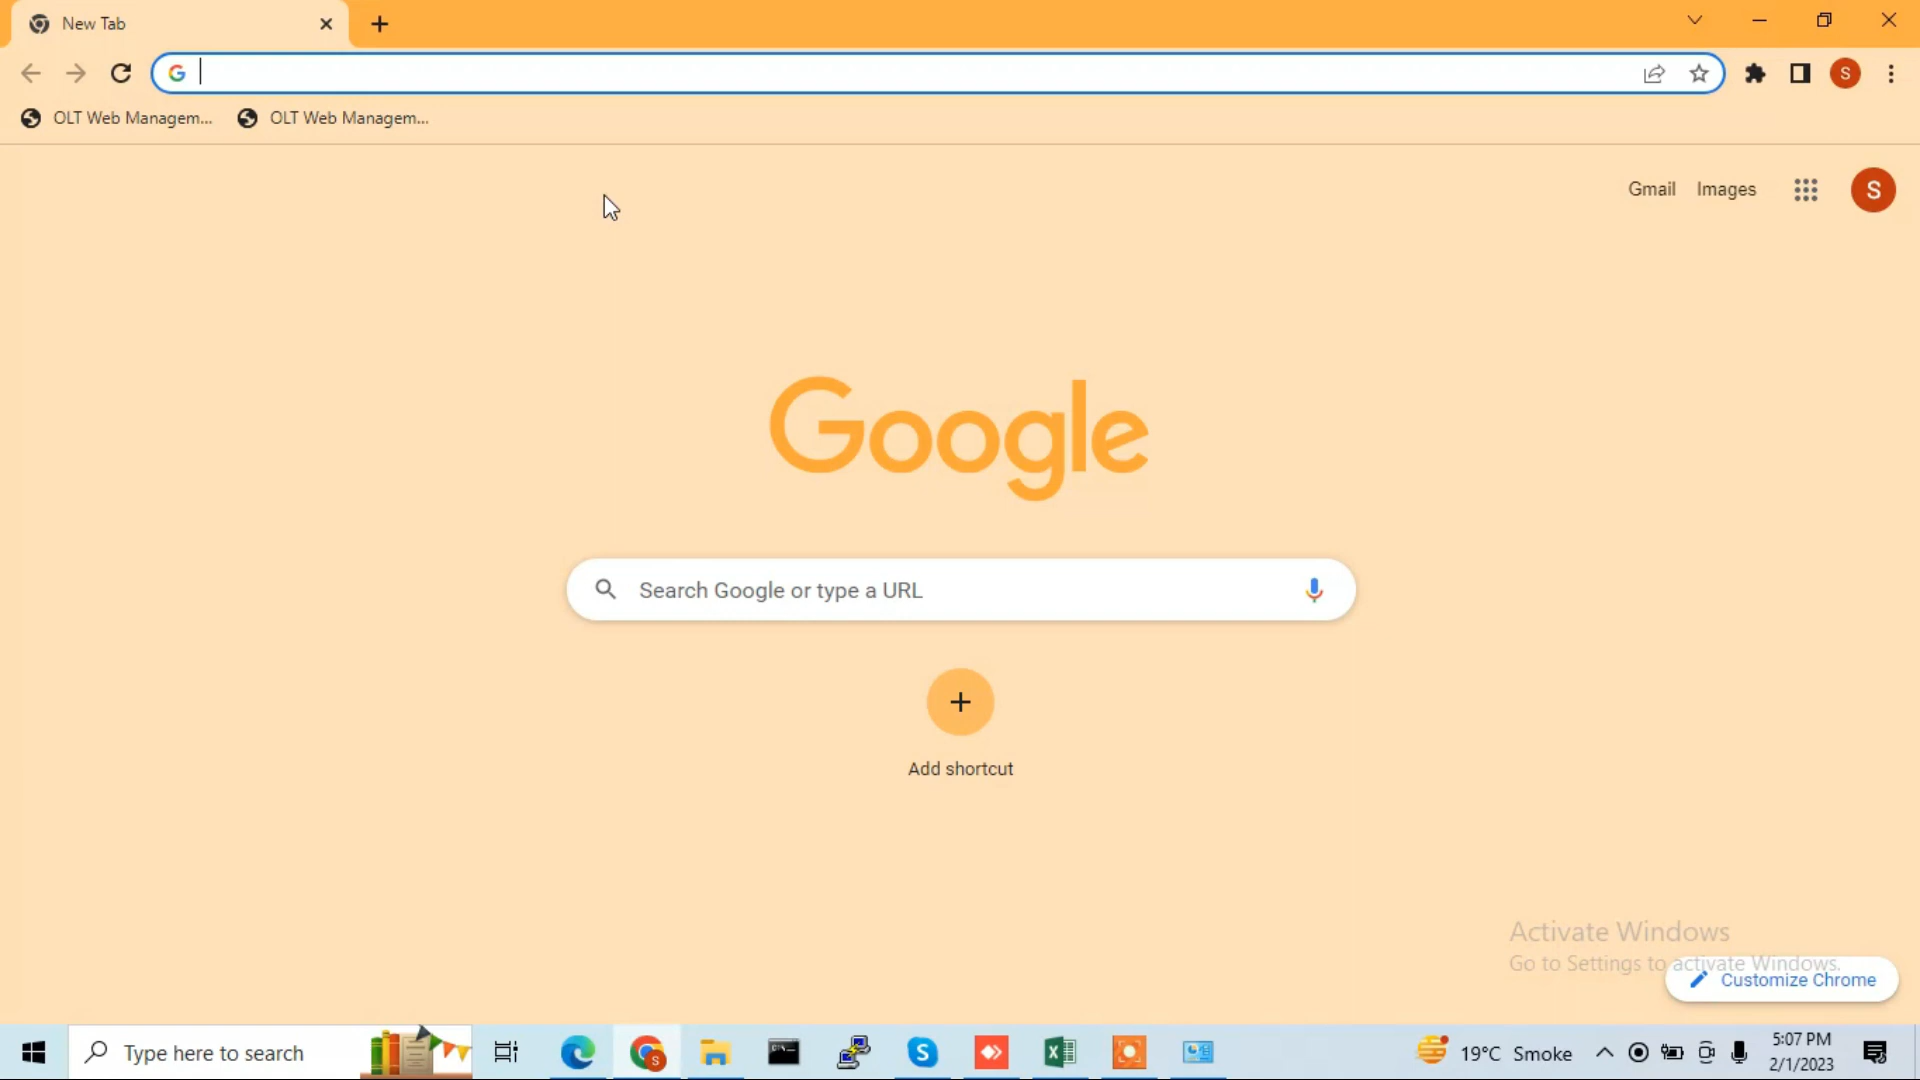 New Tab
OLT Web Managem...
OLT Web Managem...
S
Gmail
Images
S
Google
Search Google or type a URL
Add shortcut
Activate Windows
Go to Settings to activate Windows.
Customize Chrome
Type here to search
19°C Smoke
5:07 PM
2/1/2023